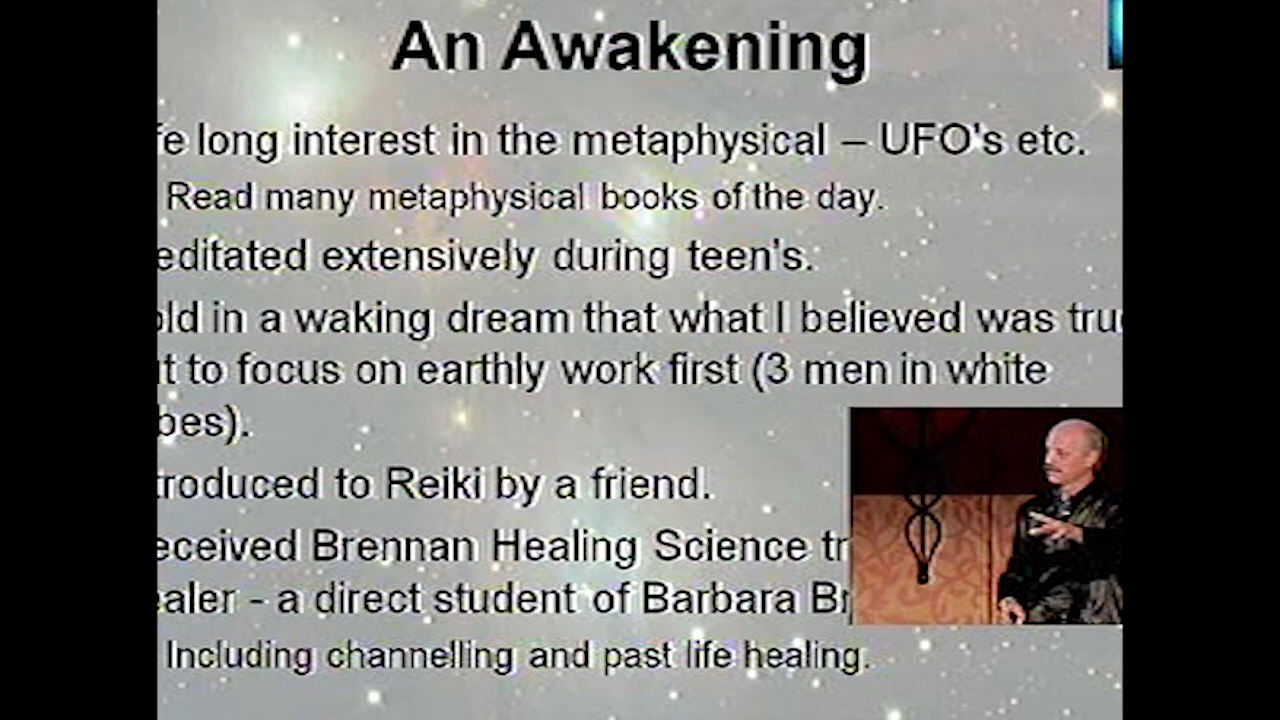 An Awakening
fe long interest in the metaphysical – UFO's etc.
Read many metaphysical books of the day.
editated extensively during teen's.
old in a waking dream that what I believed was tru
t to focus on earthly work first (3 men in white
bes).
troduced to Reiki by a friend.
eceived Brennan Healing Science tr
ealer - a direct student of Barbara Br
Including channelling and past life healing.